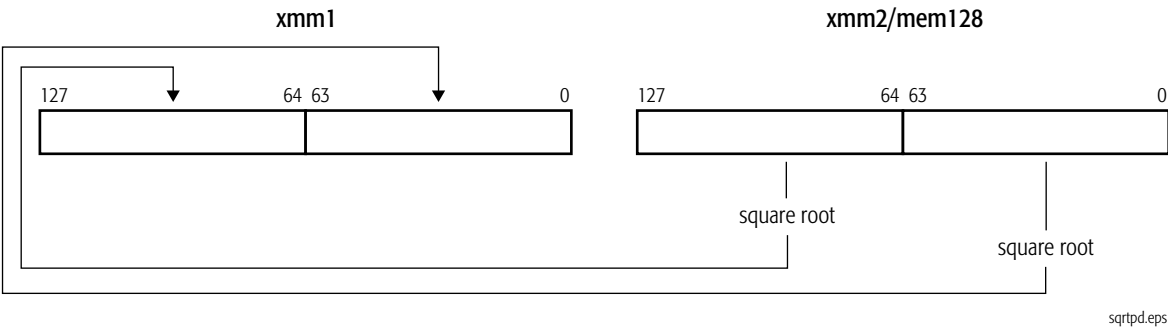 xmm1 xmm2/mem128
127 64 63 0 127 64 63 0
square root
square root
sqrtpd.eps